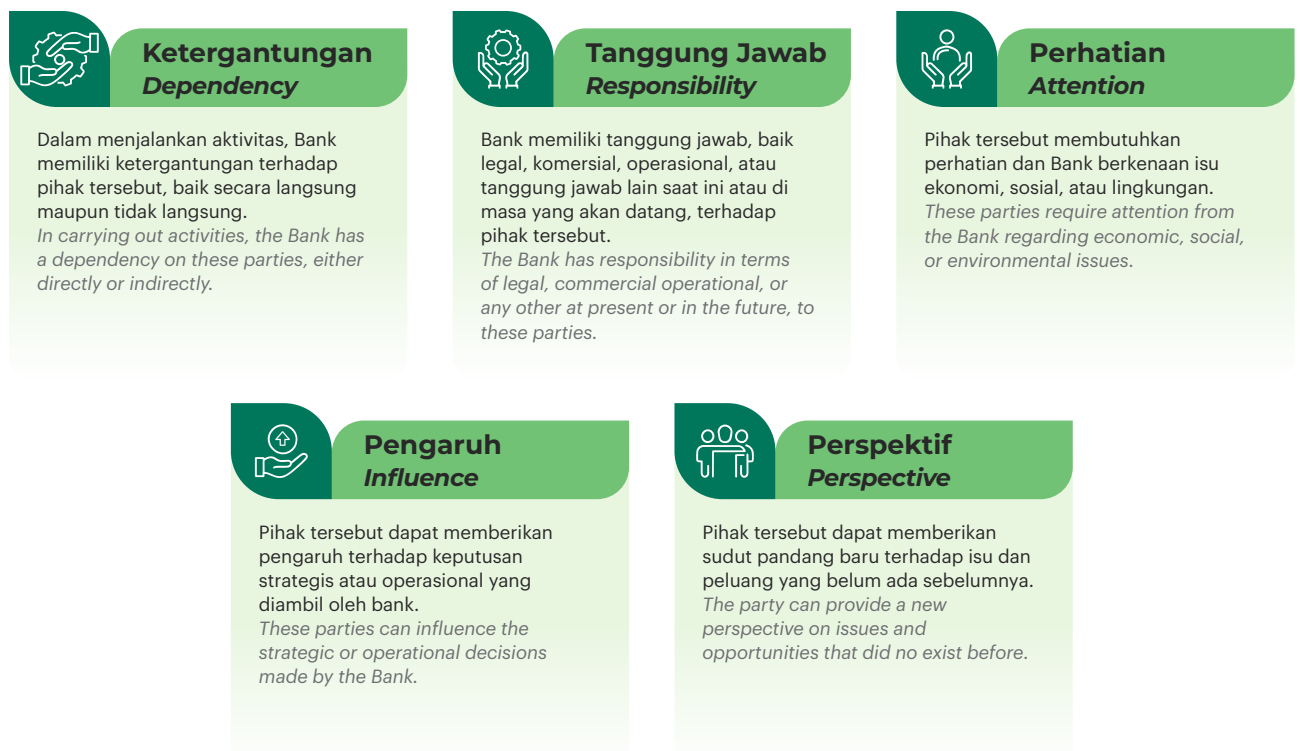 Ketergantungan
Dependency
Dalam menjalankan aktivitas, Bank
memiliki ketergantungan terhadap
pihak tersebut, baik secara langsung
maupun tidak langsung.
In carrying out activities, the Bank has
a dependency on these parties, either
directly or indirectly.
Tanggung Jawab
Responsibility
Bank memiliki tanggung jawab, baik
legal, komersial, operasional, atau
tanggung jawab lain saat ini atau di
masa yang akan datang, terhadap
pihak tersebut.
The Bank has responsibility in terms
of legal, commercial operational, or
any other at present or in the future, to
these parties.
Perhatian
Attention
Pihak tersebut membutuhkan
perhatian dan Bank berkenaan isu
ekonomi, sosial, atau lingkungan.
These parties require attention from
the Bank regarding economic, social,
or environmental issues.
Pengaruh
Influence
Pihak tersebut dapat memberikan
pengaruh terhadap keputusan
strategis atau operasional yang
diambil oleh bank.
These parties can influence the
strategic or operational decisions
made by the Bank.
Perspektif
Perspective
Pihak tersebut dapat memberikan
sudut pandang baru terhadap isu dan
peluang yang belum ada sebelumnya.
The party can provide a new
perspective on issues and
opportunities that did no exist before.